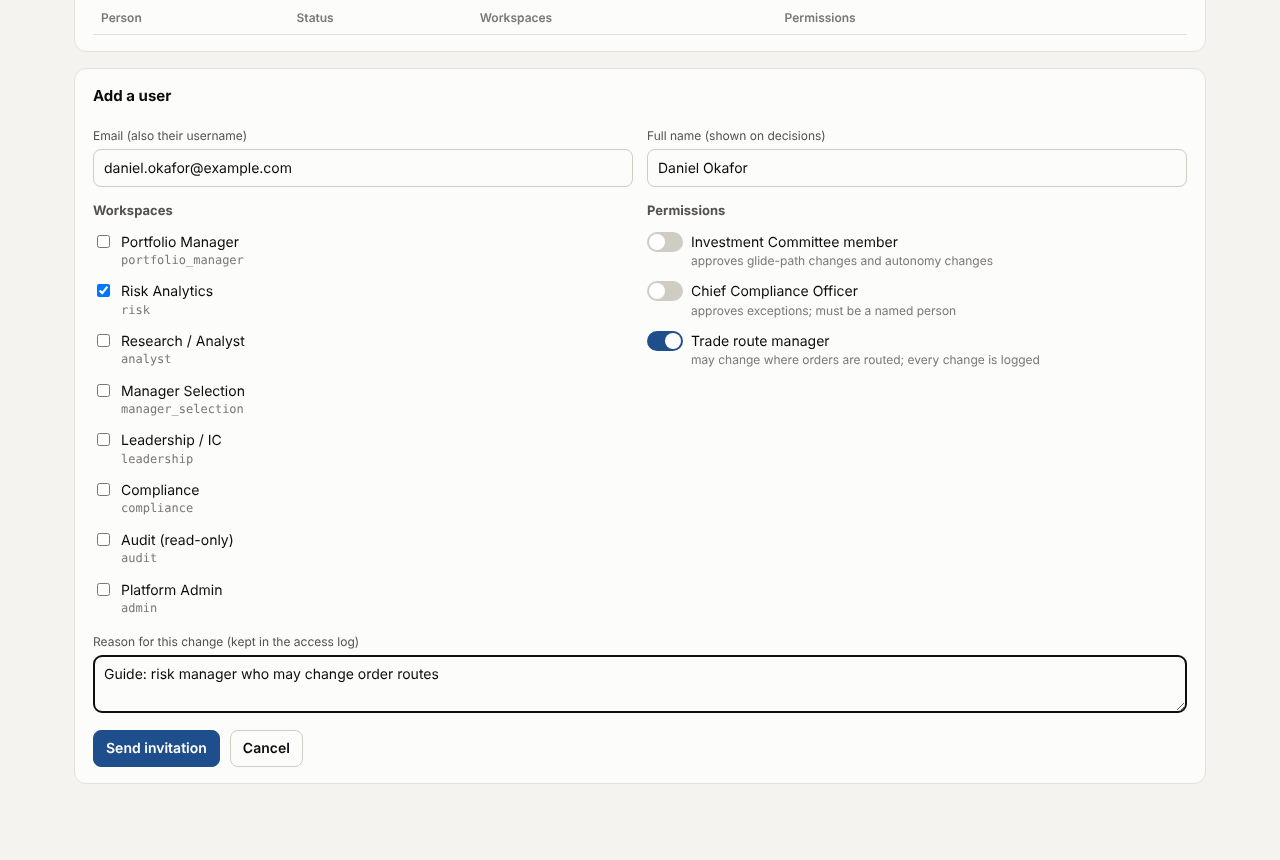 Person Status Workspaces Permissions
Add a user
Email (also their username) Full name (shown on decisions)
daniel.okafor@example.com Daniel Okafor
Workspaces
Portfolio Manager
portfolio_manager
Risk Analytics
risk
Research / Analyst
analyst
Manager Selection
manager_selection
Leadership / IC
leadership
Compliance
compliance
Audit (read-only)
audit
Platform Admin
admin
Permissions
Investment Committee member
approves glide-path changes and autonomy changes
Chief Compliance Officer
approves exceptions; must be a named person
Trade route manager
may change where orders are routed; every change is logged
Reason for this change (kept in the access log)
Guide: risk manager who may change order routes
Send invitation Cancel